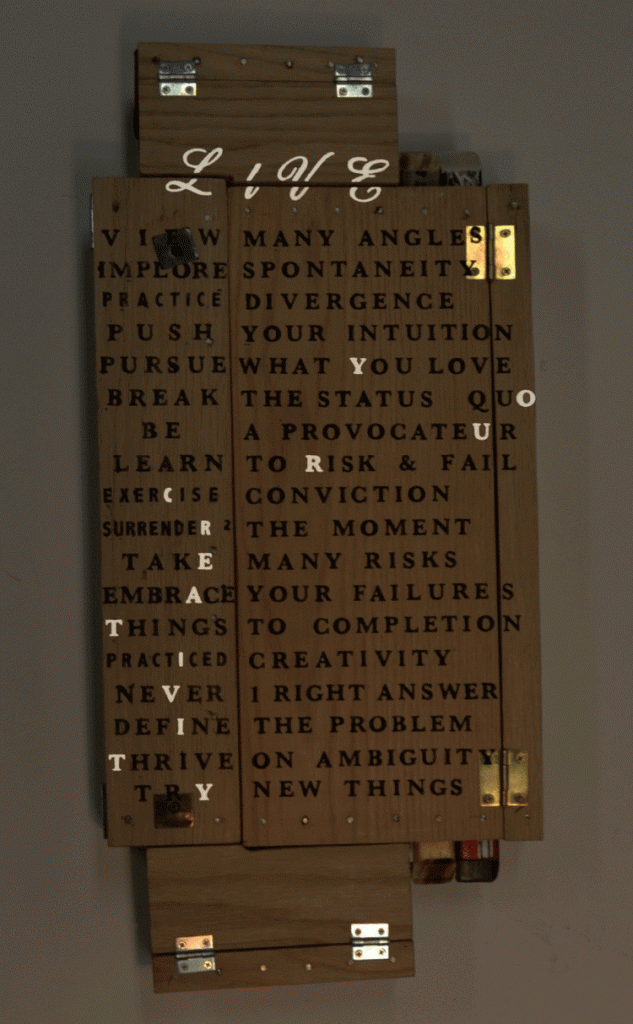 LIVE
VIEW MANY ANGLES
IMPLORE SPONTANEITY
PRACTICE DIVERGENCE
PUSH YOUR INTUITION
PURSUE WHAT YOU LOVE
BREAK THE STATUS QUO
BE A PROVOCATEUR
LEARN TO RISK & FAIL
EXERCISE CONVICTION
SURRENDER 2 THE MOMENT
TAKE MANY RISKS
EMBRACE YOUR FAILURES
THINGS TO COMPLETION
PRACTICED CREATIVITY
NEVER 1 RIGHT ANSWER
DEFINE THE PROBLEM
THRIVE ON AMBIGUITY
TRY NEW THINGS